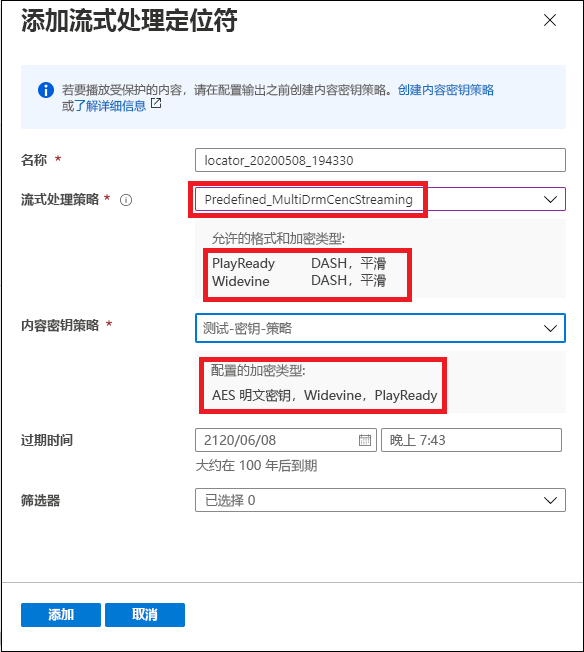 添加流式处理定位符
若要播放受保护的内容，请在配置输出之前创建内容密钥策略。创建内容密钥策略
或了解详细信息
名称 *
locator_20200508_194330
流式处理策略 *
Predefined_MultiDrmCencStreaming
允许的格式和加密类型:
PlayReady DASH，平滑
Widevine DASH，平滑
内容密钥策略 *
测试-密钥-策略
配置的加密类型:
AES 明文密钥，Widevine，PlayReady
过期时间
2120/06/08 晚上 7:43
大约在 100 年后到期
筛选器
已选择 0
添加 取消